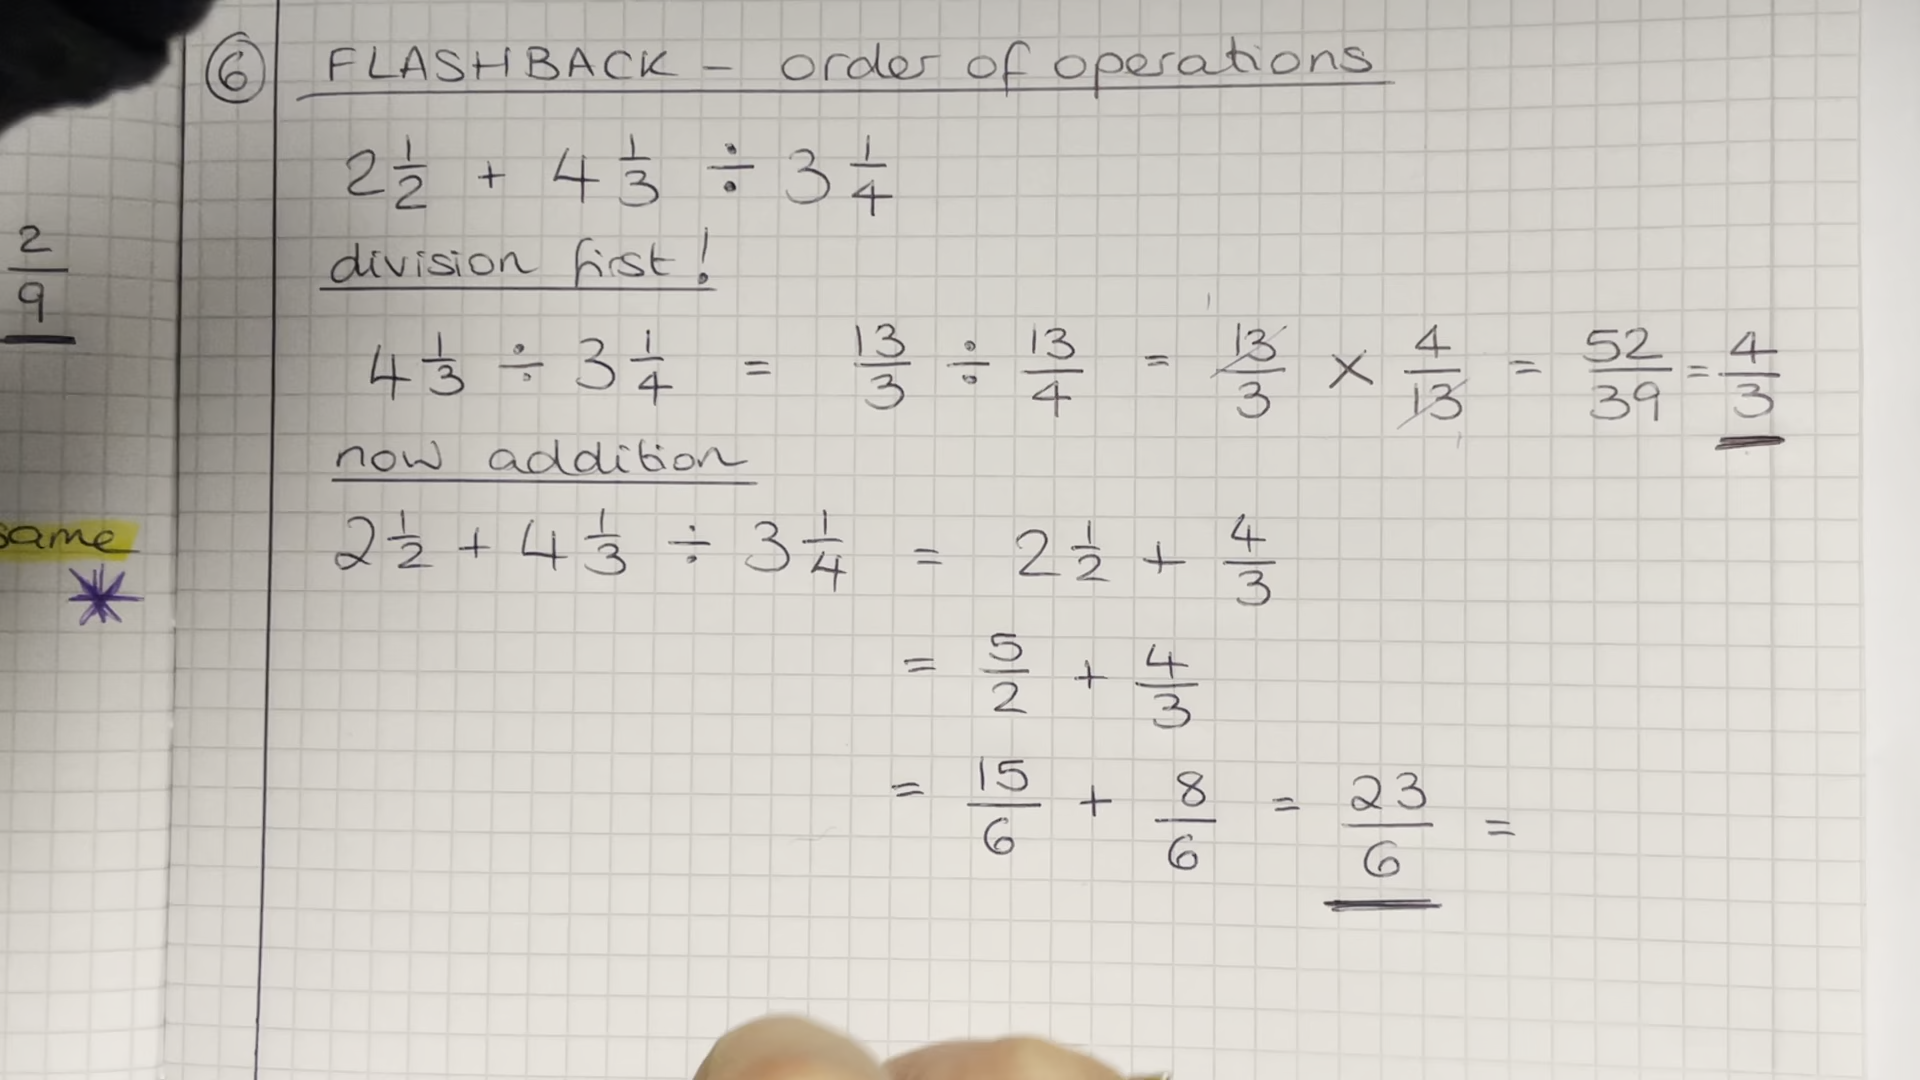 2/9
same
6 FLASHBACK - order of operations
2 1/2 + 4 1/3 ÷ 3 1/4
division first!
4 1/3 ÷ 3 1/4 = 13/3 ÷ 13/4 = 13/3 × 4/13 = 52/39 = 4/3
now addition
2 1/2 + 4 1/3 ÷ 3 1/4 = 2 1/2 + 4/3
= 5/2 + 4/3
= 15/6 + 8/6 = 23/6 =